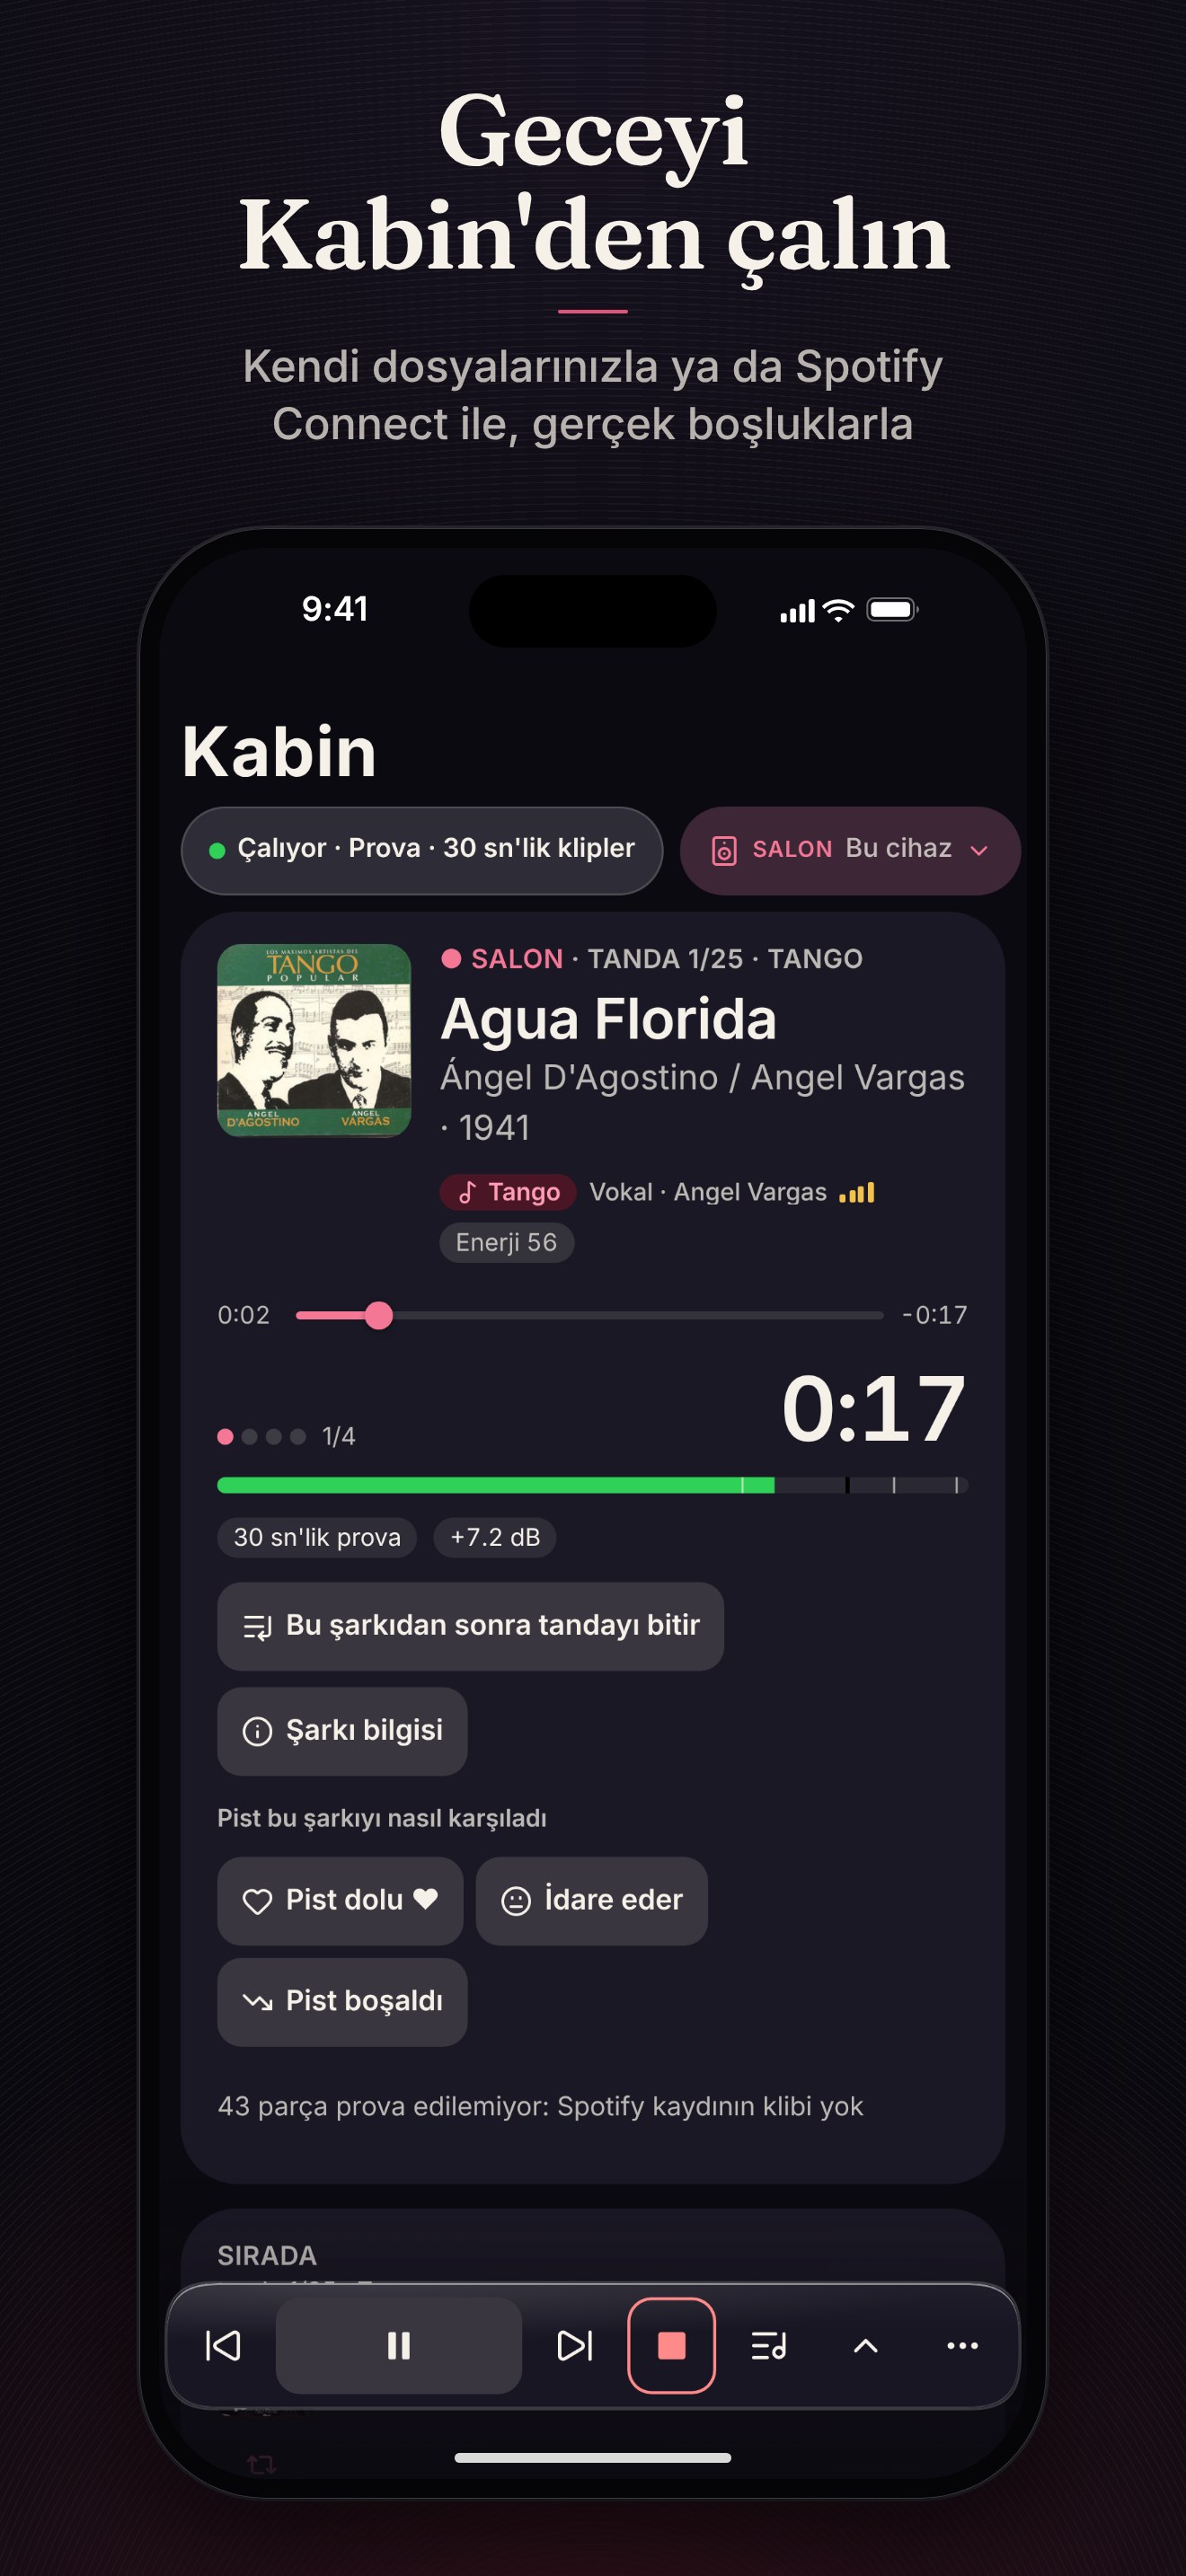 Geceyi
Kabin'den çalın
Kendi dosyalarınızla ya da Spotify
Connect ile, gerçek boşluklarla
9:41
Kabin
Çalıyor · Prova · 30 sn'lik klipler
SALON Bu cihaz
LOS MAXIMOS ARTISTAS DEL
TANGO
POPULAR
ANGEL
D'AGOSTINO
ANGEL
VARGAS
SALON · TANDA 1/25 · TANGO
Agua Florida
Ángel D'Agostino / Angel Vargas
· 1941
Tango Vokal · Angel Vargas
Enerji 56
0:02
-0:17
1/4
0:17
30 sn'lik prova +7.2 dB
Bu şarkıdan sonra tandayı bitir
Şarkı bilgisi
Pist bu şarkıyı nasıl karşıladı
Pist dolu ♥ İdare eder
Pist boşaldı
43 parça prova edilemiyor: Spotify kaydının klibi yok
SIRADA